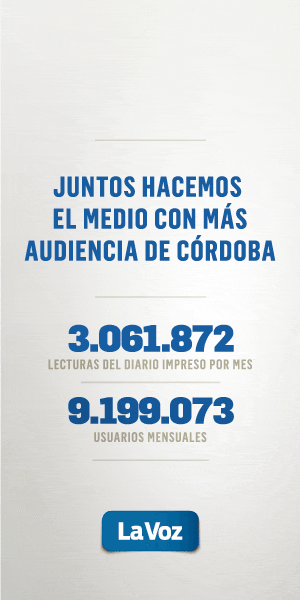 JUNTOS HACEMOS
EL MEDIO CON MÁS
AUDIENCIA DE CÓRDOBA
3.061.872
LECTURAS DEL DIARIO IMPRESO POR MES
9.199.073
USUARIOS MENSUALES
La Voz